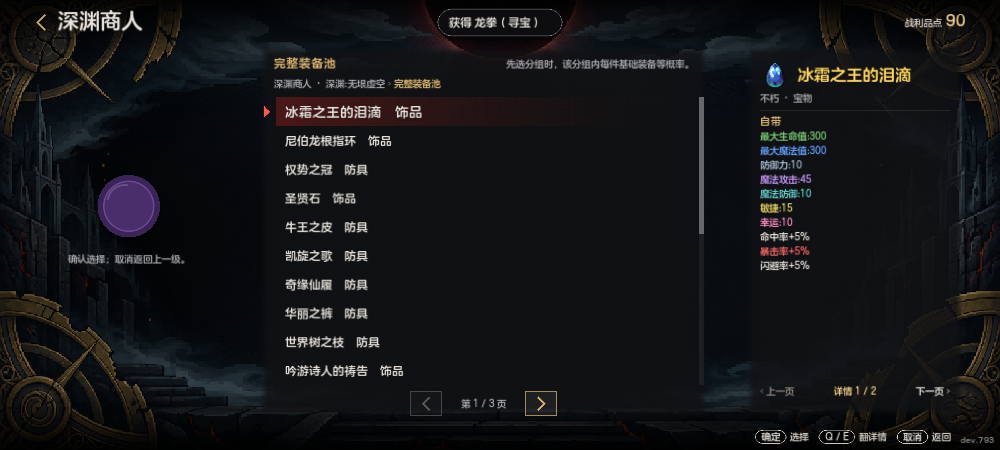 深渊商人
获得 龙拳（寻宝）
战利品点 90
完整装备池
先选分组时，该分组内每件基础装备等概率。
深渊商人 · 深渊:无垠虚空 > 完整装备池
冰霜之王的泪滴 饰品
尼伯龙根指环 饰品
权势之冠 防具
圣贤石 饰品
牛王之皮 防具
凯旋之歌 防具
奇缘仙履 防具
华丽之裤 防具
世界树之枝 防具
吟游诗人的祷告 饰品
第 1 / 3 页
确认选择；取消返回上一级。
冰霜之王的泪滴
不朽 · 宝物
自带
最大生命值:300
最大魔法值:300
防御力:10
魔法攻击:45
魔法防御:10
敏捷:15
幸运:10
命中率+5%
暴击率+5%
闪避率+5%
‹ 上一页 详情 1 / 2 下一页 ›
确定 选择 Q / E 翻详情 取消 返回
dev.793